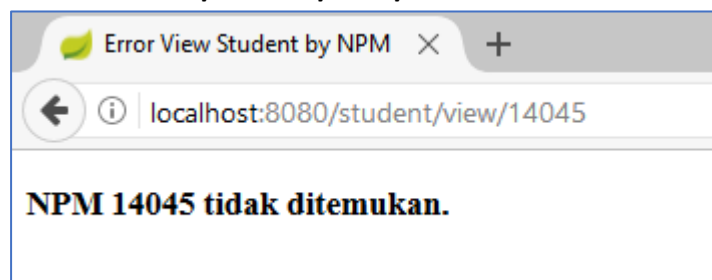 Error View Student by NPM
localhost:8080/student/view/14045
NPM 14045 tidak ditemukan.